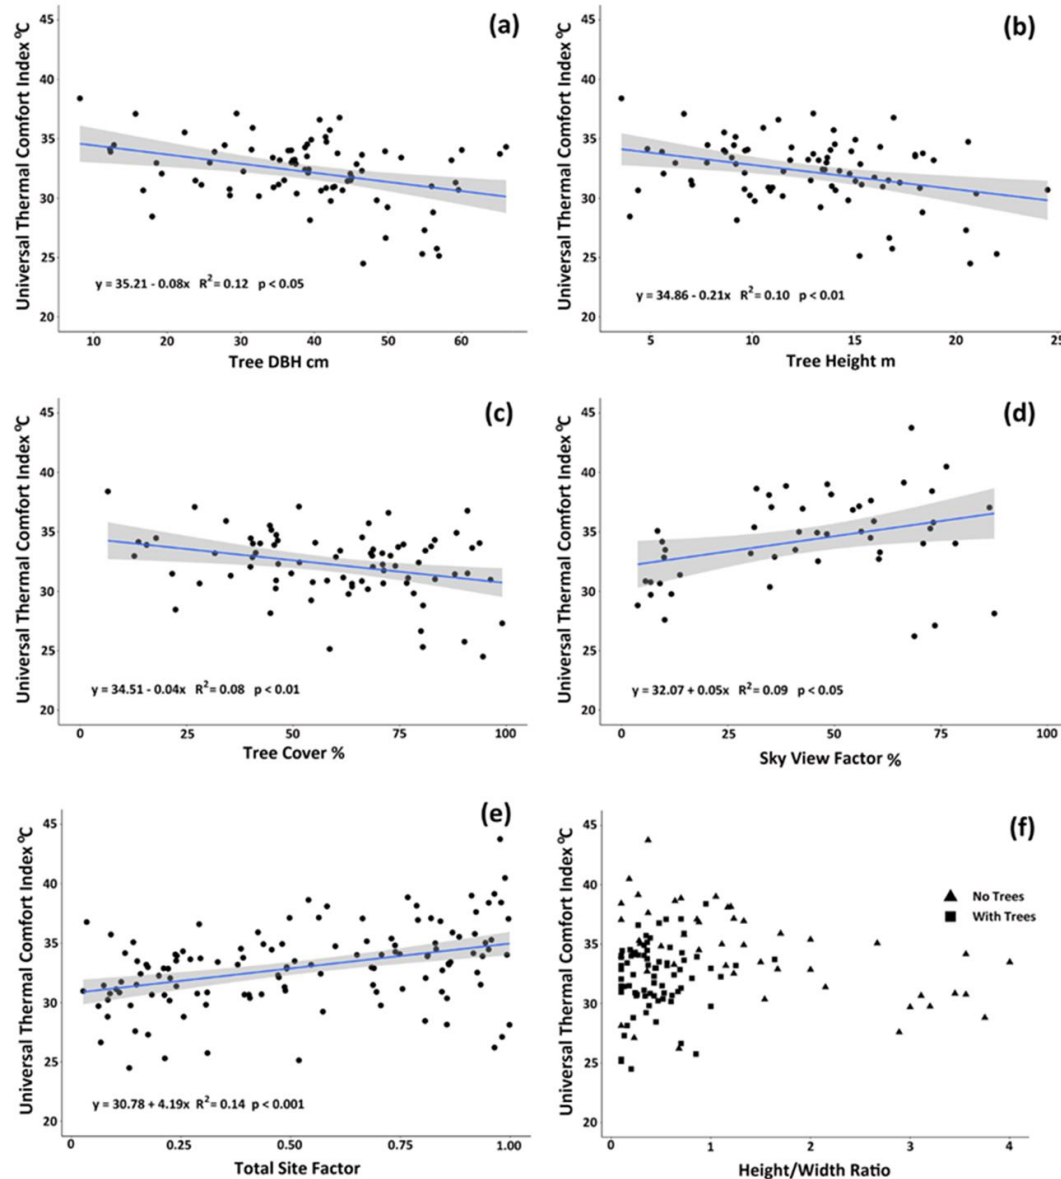 (a)
Universal Thermal Comfort Index °C
45
40
35
30
25
20
y = 35.21 - 0.08x R² = 0.12 p < 0.05
10 20 30 40 50 60
Tree DBH cm
(b)
Universal Thermal Comfort Index °C
45
40
35
30
25
20
y = 34.86 - 0.21x R² = 0.10 p < 0.01
5 10 15 20 25
Tree Height m
(c)
Universal Thermal Comfort Index °C
45
40
35
30
25
20
y = 34.51 - 0.04x R² = 0.08 p < 0.01
0 25 50 75 100
Tree Cover %
(d)
Universal Thermal Comfort Index °C
45
40
35
30
25
20
y = 32.07 + 0.05x R² = 0.09 p < 0.05
0 25 50 75 100
Sky View Factor %
(e)
Universal Thermal Comfort Index °C
45
40
35
30
25
20
y = 30.78 + 4.19x R² = 0.14 p < 0.001
0 0.25 0.50 0.75 1.00
Total Site Factor
(f)
Universal Thermal Comfort Index °C
45
40
35
30
25
20
No Trees
With Trees
0 1 2 3 4
Height/Width Ratio